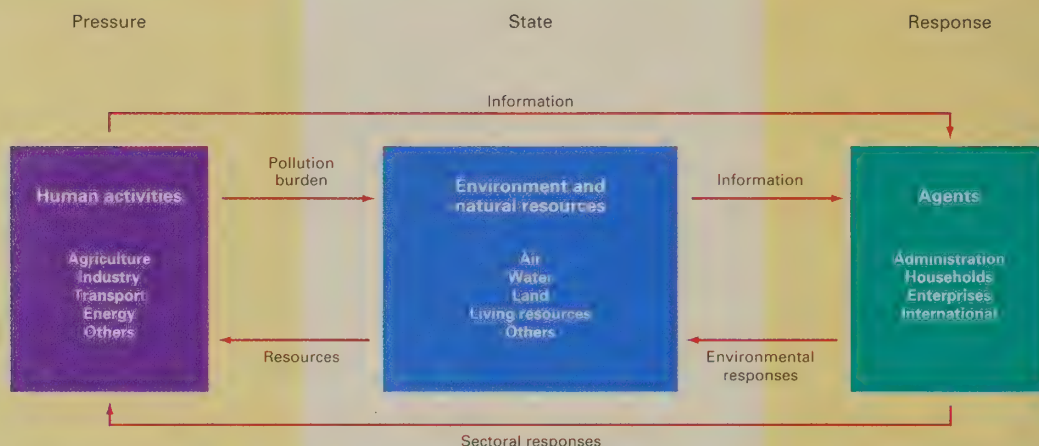 Pressure
State
Response
Information
Human activities
Agriculture
Industry
Transport
Energy
Others
Pollution
burden
Resources
Environment and
natural resources
Air
Water
Land
Living resources
Others
Information
Environmental
responses
Agents
Administration
Households
Enterprises
International
Sectoral responses